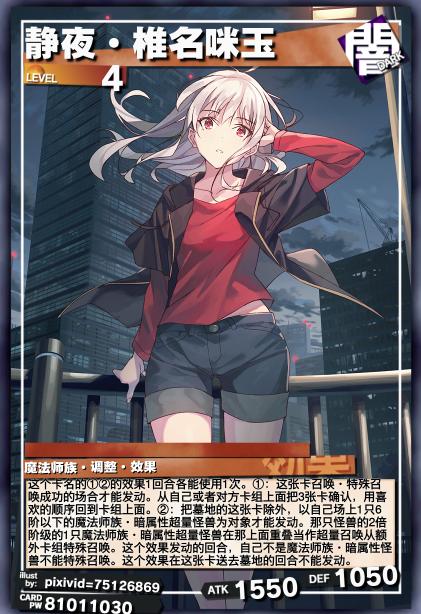 静夜·椎名咪玉
闇
DARK
LEVEL 4
魔法师族·调整·效果
这个卡名的①②的效果1回合各能使用1次。①：这张卡召唤·特殊召
唤成功的场合才能发动。从自己或者对方卡组上面把3张卡确认，用喜
欢的顺序回到卡组上面。②：把墓地的这张卡除外，以自己场上1只6
阶以下的魔法师族·暗属性超量怪兽为对象才能发动。那只怪兽的2倍
阶级的1只魔法师族·暗属性超量怪兽在那上面重叠当作超量召唤从额
外卡组特殊召唤。这个效果发动的回合，自己不是魔法师族·暗属性怪
兽不能特殊召唤。这个效果在这张卡送去墓地的回合不能发动。
illust by: pixivid=75126869
ATK 1550 DEF 1050
CARD PW 81011030